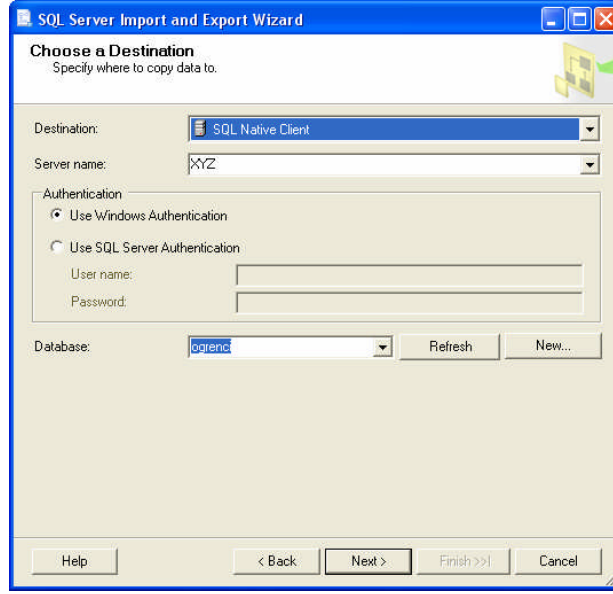 SQL Server Import and Export Wizard
Choose a Destination
Specify where to copy data to.
Destination: SQL Native Client
Server name: XYZ
Authentication
Use Windows Authentication
Use SQL Server Authentication
User name:
Password:
Database: ogrenci Refresh New...
Help < Back Next > Finish >>| Cancel